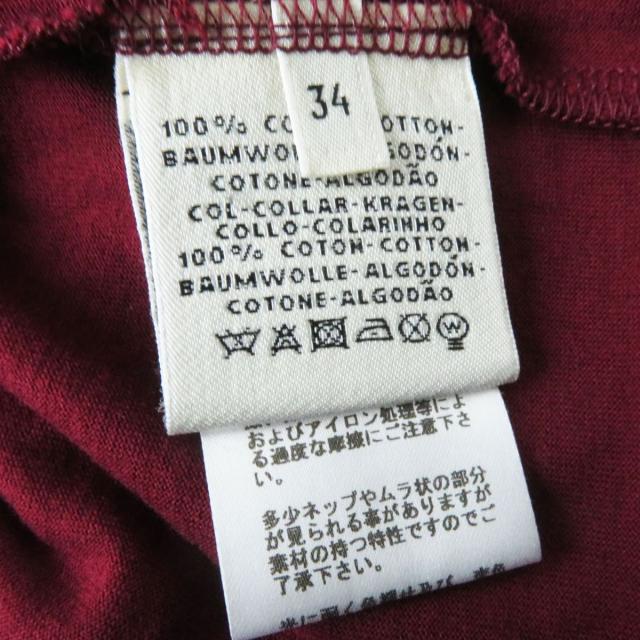 34
100% CO OTTON-
BAUMWO ALGODÓN-
COTONE-ALGODÃO
COL-COLLAR-KRAGEN-
COLLO-COLARINHO
100% COTON-COTTON-
BAUMWOLLE-ALGODÓN-
COTONE-ALGODÃO
W
およびアイロン処理等によ
る過度な摩擦にご注意下さ
い。
多少ネップやムラ状の部分
が見られる事がありますが
素材の持つ特性ですのでご
了承下さい。